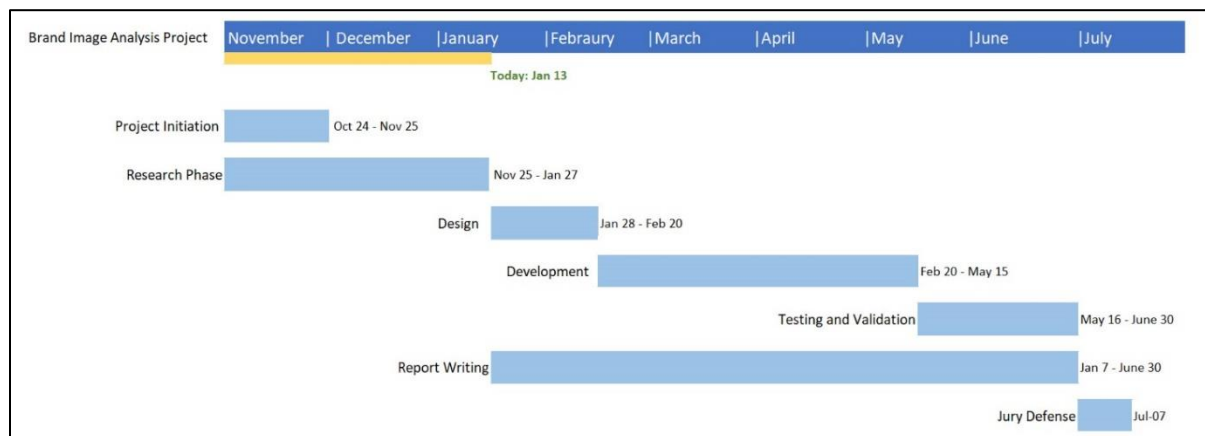 Brand Image Analysis Project November | December |January |Febraury |March |April |May |June |July
Today: Jan 13
Project Initiation Oct 24 - Nov 25
Research Phase Nov 25 - Jan 27
Design Jan 28 - Feb 20
Development Feb 20 - May 15
Testing and Validation May 16 - June 30
Report Writing Jan 7 - June 30
Jury Defense Jul-07